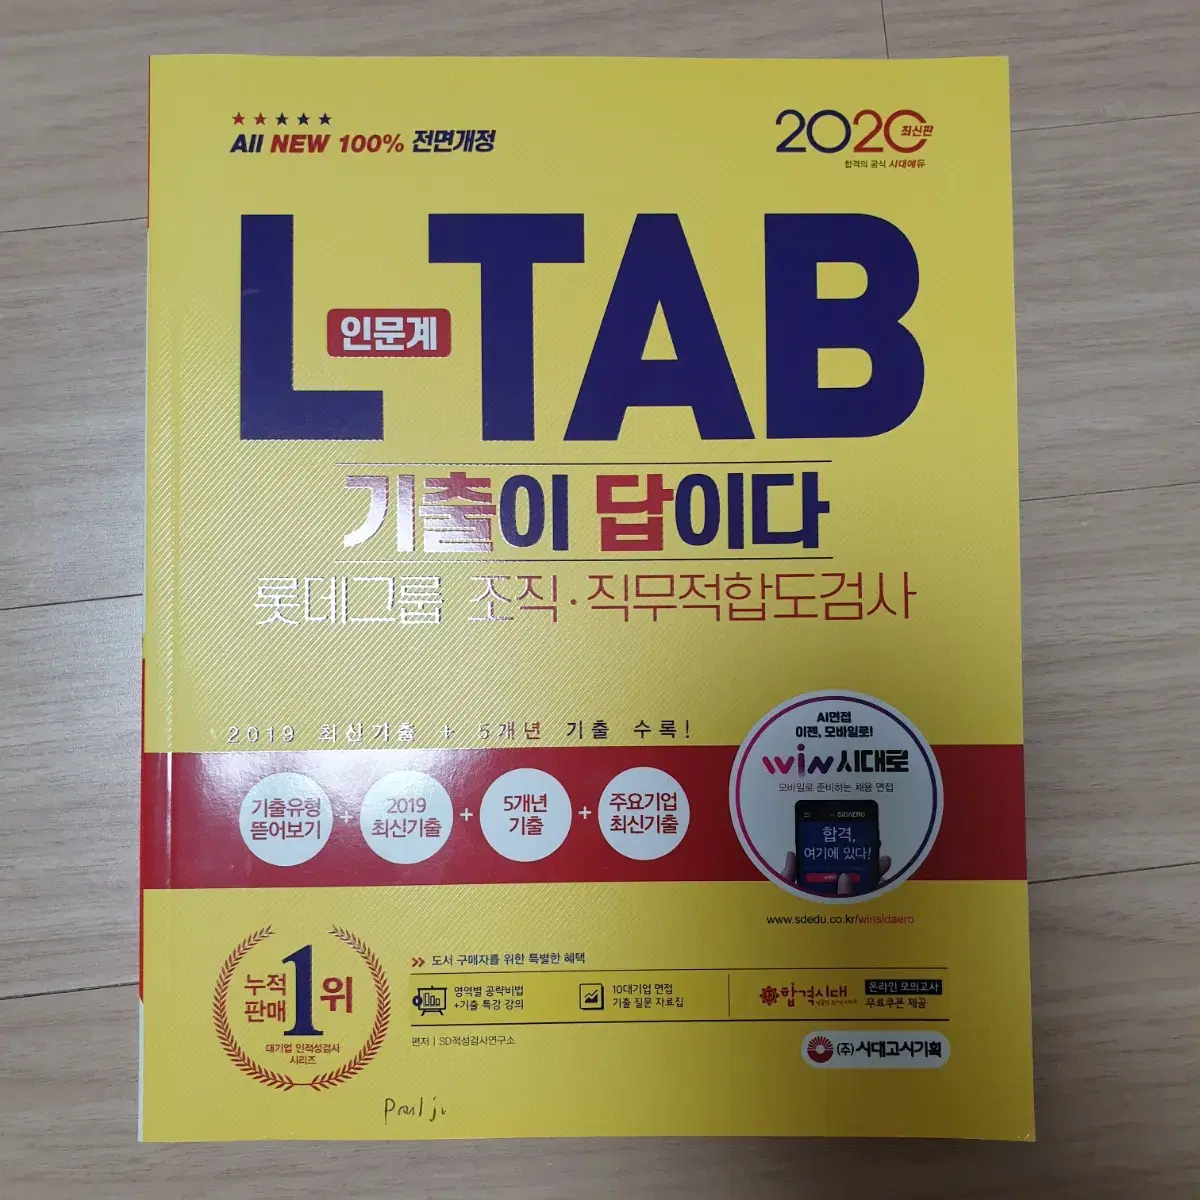 All NEW 100% 전면개정
2020 최신판
합격의 공식 시대에듀
L-TAB
인문계
기출이 답이다
롯데그룹 조직·직무적합도검사
2019 최신기출 + 5개년 기출 수록!
기출유형 뜯어보기 + 2019 최신기출 + 5개년 기출 + 주요기업 최신기출
AI면접
이젠, 모바일로!
win시대로
모바일로 준비하는 채용 면접
합격,
여기에 있다!
www.sdedu.co.kr/winsidaero
누적
판매
1위
대기업 인적성검사
시리즈
>> 도서 구매자를 위한 특별한 혜택
영역별 공략비법
+기출 특강 강의
10대기업 면접
기출 질문 자료집
합격시대
온라인 모의고사
무료쿠폰 제공
편저 | SD적성검사연구소
(주)시대고시기획